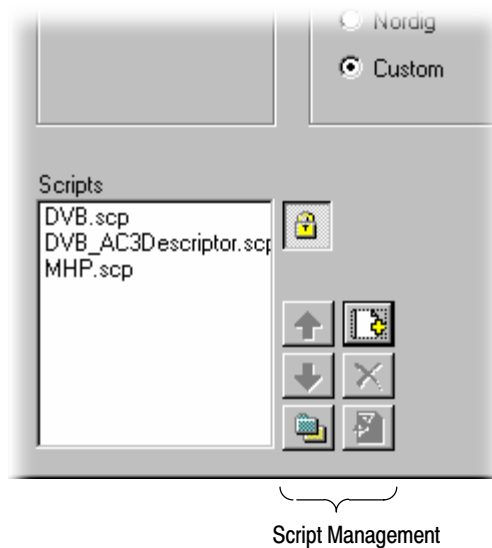 Nordig
Custom
Scripts
DVB.scp
DVB_AC3Descriptor.scp
MHP.scp
Script Management